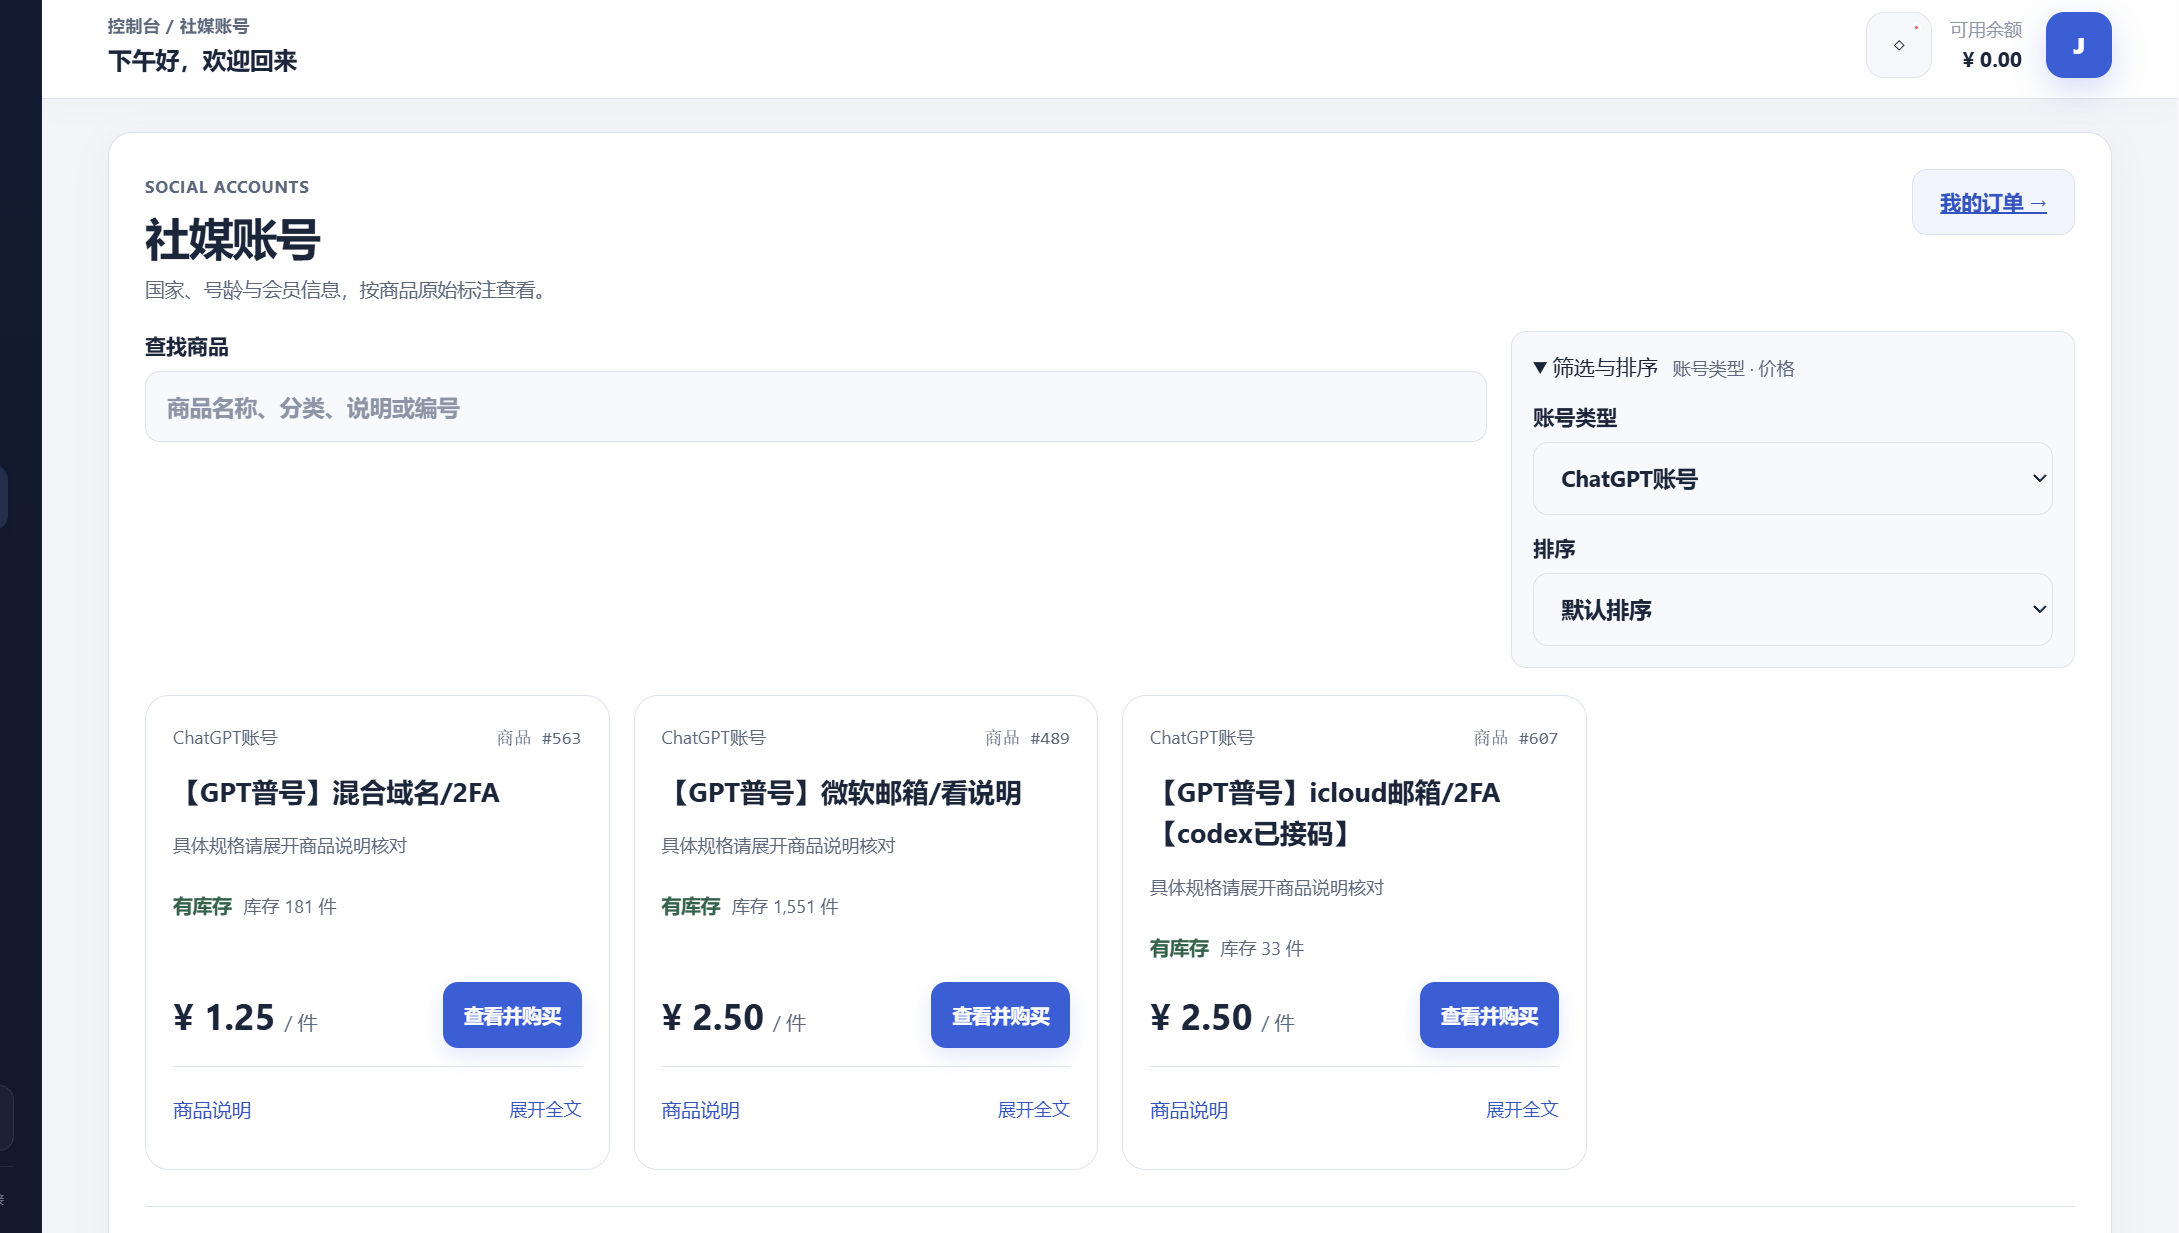 控制台 / 社媒账号
下午好，欢迎回来
可用余额
¥ 0.00
J
SOCIAL ACCOUNTS
社媒账号
国家、号龄与会员信息，按商品原始标注查看。
我的订单 →
查找商品
商品名称、分类、说明或编号
▼ 筛选与排序 账号类型 · 价格
账号类型
ChatGPT账号
排序
默认排序
ChatGPT账号 商品 #563
【GPT普号】混合域名/2FA
具体规格请展开商品说明核对
有库存 库存 181 件
¥ 1.25 / 件 查看并购买
商品说明 展开全文
ChatGPT账号 商品 #489
【GPT普号】微软邮箱/看说明
具体规格请展开商品说明核对
有库存 库存 1,551 件
¥ 2.50 / 件 查看并购买
商品说明 展开全文
ChatGPT账号 商品 #607
【GPT普号】icloud邮箱/2FA
【codex已接码】
具体规格请展开商品说明核对
有库存 库存 33 件
¥ 2.50 / 件 查看并购买
商品说明 展开全文